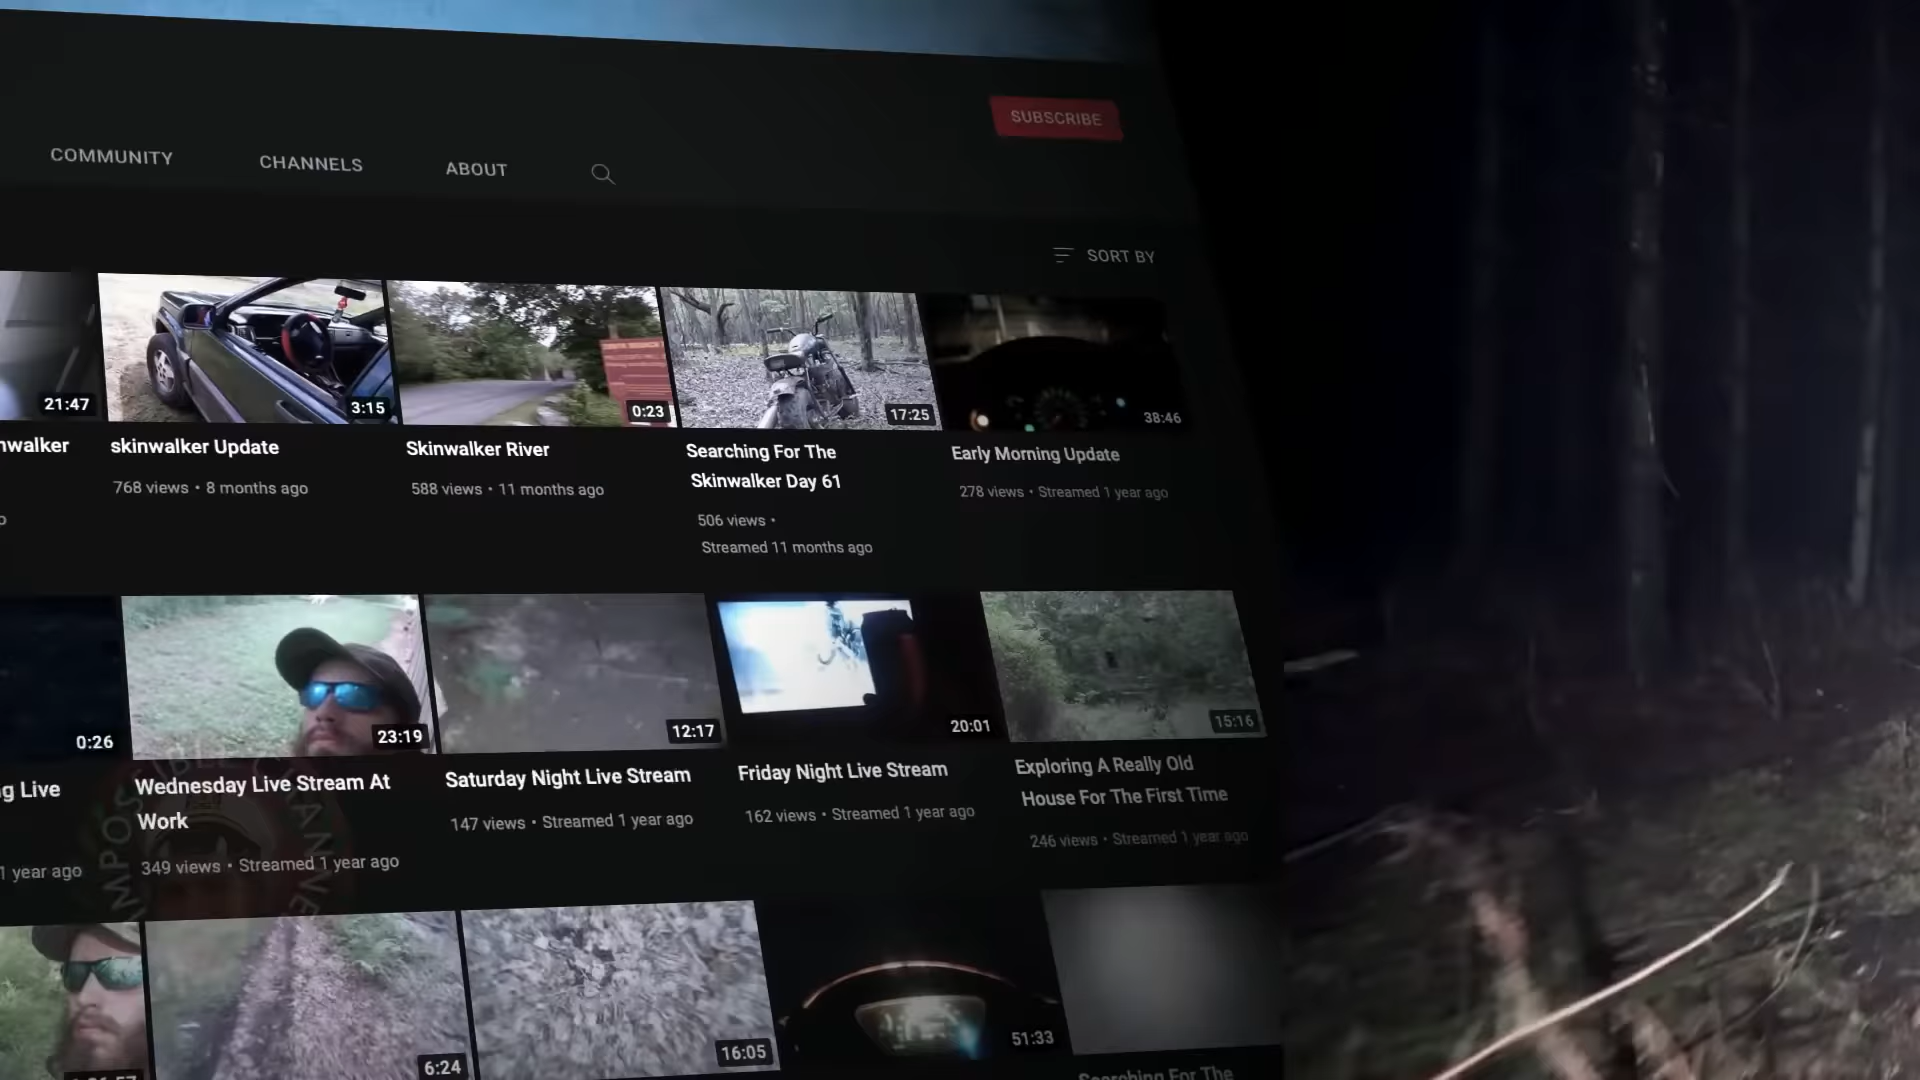 SUBSCRIBE
COMMUNITY CHANNELS ABOUT
SORT BY
21:47 3:15 0:23 17:25 38:46
skinwalker Update Skinwalker River Searching For The Early Morning Update
Skinwalker Day 61
768 views • 8 months ago 588 views • 11 months ago 278 views • Streamed 1 year ago
506 views •
Streamed 11 months ago
0:26 23:19 12:17 20:01 15:16
Live Wednesday Live Stream At Saturday Night Live Stream Friday Night Live Stream Exploring A Really Old
Work House For The First Time
1 year ago 349 views • Streamed 1 year ago 147 views • Streamed 1 year ago 162 views • Streamed 1 year ago 246 views • Streamed 1 year ago
6:24 16:05 51:33
Searching For The